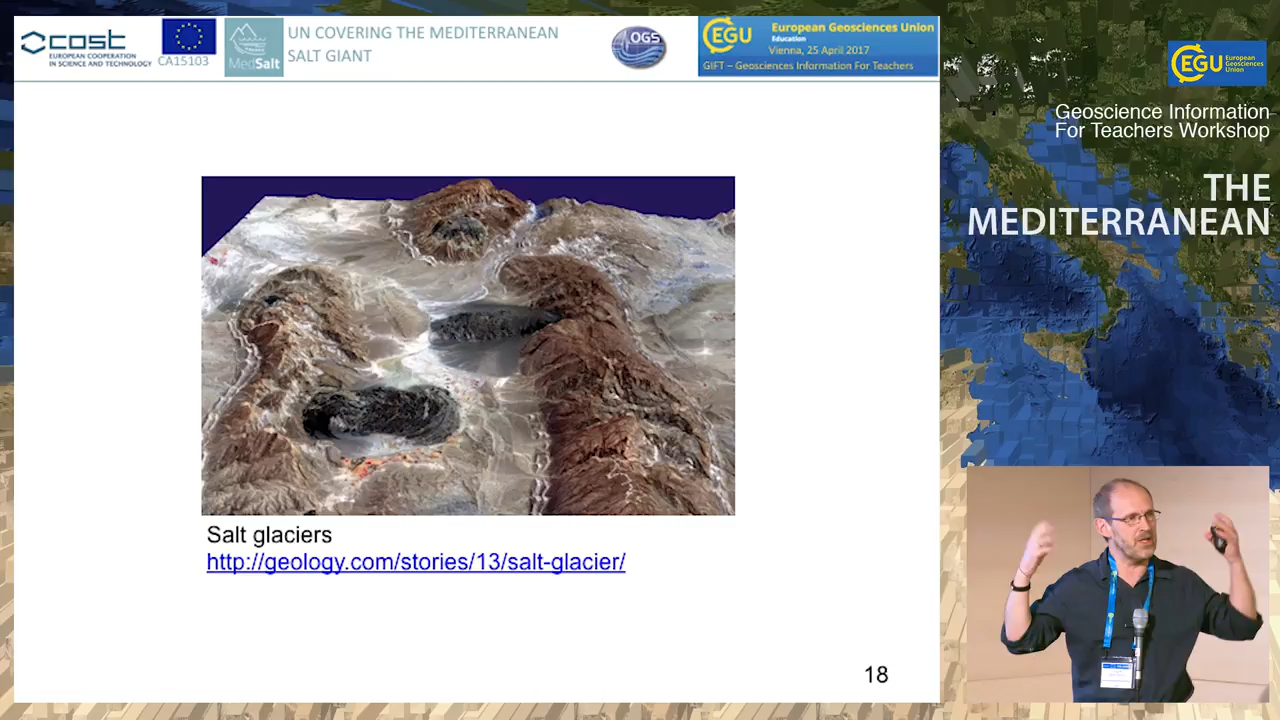 cost
EUROPEAN COOPERATION
IN SCIENCE AND TECHNOLOGY
CA15103
MedSalt
UN COVERING THE MEDITERRANEAN
SALT GIANT
OGS
EGU
European Geosciences Union
Education
Vienna, 25 April 2017
GIFT – Geosciences Information For Teachers
EGU
European
Geosciences
Union
Geoscience Information
For Teachers Workshop
THE
MEDITERRANEAN
Salt glaciers
http://geology.com/stories/13/salt-glacier/
18